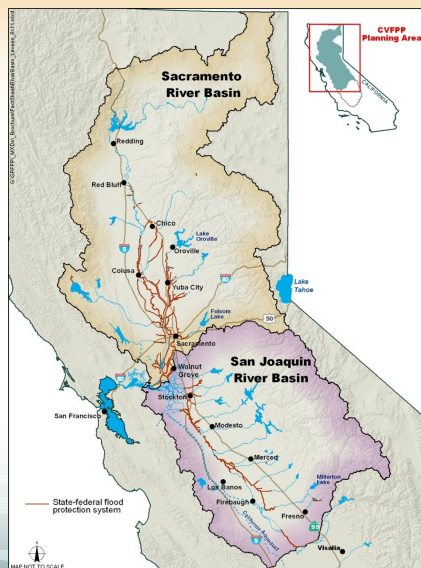 CVFPP
Planning Area
CALIFORNIA
Sacramento
River Basin
Redding
Red Bluff
Chico
Lake
Oroville
Oroville
Colusa
Yuba City
Lake
Tahoe
Folsom
Lake
50
Sacramento
Walnut
Grove
San Joaquin
River Basin
Stockton
San Francisco
Modesto
Merced
Millerton
Lake
Los Banos
Firebaugh
Fresno
California Aqueduct
99
5
Visalia
State-federal flood
protection system
N
MAP NOT TO SCALE